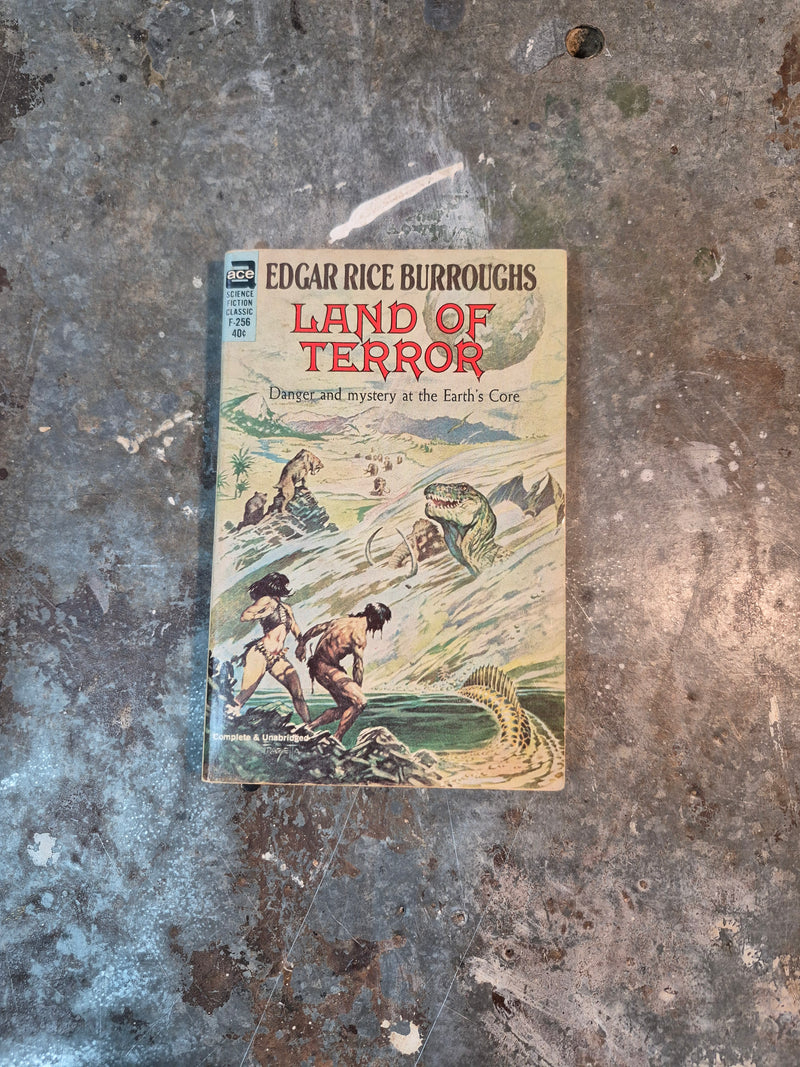 ace
SCIENCE
FICTION
CLASSIC
F-256
40¢
EDGAR RICE BURROUGHS
LAND OF
TERROR
Danger and mystery at the Earth's Core
Complete & Unabridged
FRAZETTA